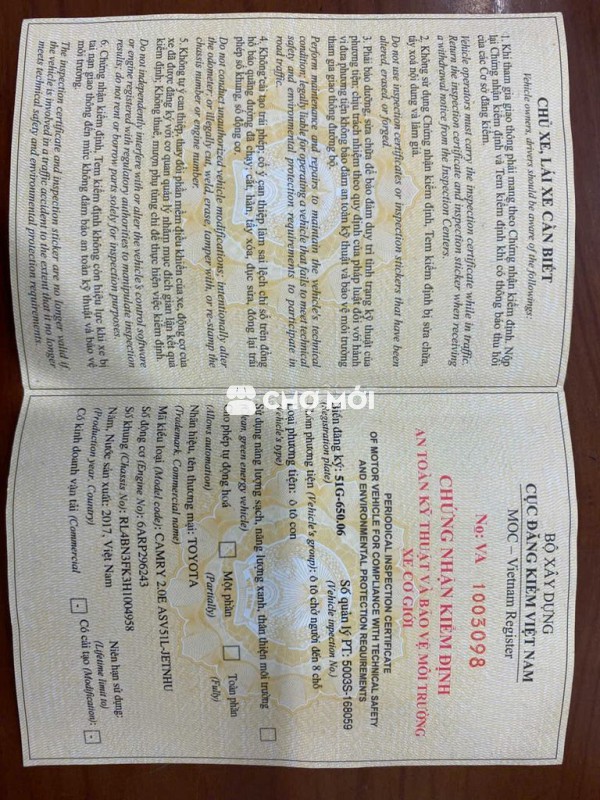 CHỦ XE, LÁI XE CẦN BIẾT
Vehicle owners, drivers should be aware of the followings:
1. Khi tham gia giao thông phải mang theo Chứng nhận kiểm định. Nộp
lại Chứng nhận kiểm định và Tem kiểm định khi có thông báo thu hồi
của các Cơ sở đăng kiểm.
Vehicle operators must carry the inspection certificate while in traffic.
Return the inspection certificate and inspection sticker when receiving
a withdrawal notice from the Inspection Centers.
2. Không sử dụng Chứng nhận kiểm định, Tem kiểm định bị sửa chữa,
tẩy xoá nội dung và làm giả.
Do not use inspection certificates or inspection stickers that have been
altered, erased, or forged.
3. Phải bảo dưỡng, sửa chữa để bảo đảm duy trì tình trạng kỹ thuật của
phương tiện; chịu trách nhiệm theo quy định của pháp luật đối với hành
vi đưa phương tiện không bảo đảm an toàn kỹ thuật và bảo vệ môi trường
tham gia giao thông đường bộ.
Perform maintenance and repairs to maintain the vehicle's technical
condition; legally liable for operating a vehicle that fails to meet technical
safety and environmental protection requirements to participate in
road traffic.
4. Không cải tạo trái phép; cố ý can thiệp làm sai lệch chỉ số trên đồng
hồ báo quãng đường đã chạy; cắt, hàn, tẩy xóa, đục sửa, đóng lại trái
phép số khung, số động cơ.
Do not conduct unauthorized vehicle modifications; intentionally alter
the odometer, or illegally cut, weld, erase, tamper with, or re-stamp the
chassis number or engine number.
5. Không tự ý can thiệp, thay đổi phần mềm điều khiển của xe, động cơ của
xe đã được đăng ký với cơ quan quản lý nhằm mục đích gian lận kết quả
kiểm định; Không thuê, mượn phụ tùng chỉ để thực hiện việc kiểm định.
Do not independently interfere with or alter the vehicle's control software
or engine registered with regulatory authorities to manipulate inspection
results; do not rent or borrow parts solely for inspection purposes
6. Chứng nhận kiểm định, Tem kiểm định không còn hiệu lực khi xe bị
tai nạn giao thông đến mức không đảm bảo an toàn kỹ thuật và bảo vệ
môi trường.
The inspection certificate and inspection sticker are no longer valid if
the vehicle is involved in a traffic accident to the extent that it no longer
meets technical safety and environmental protection requirements.
CHỢ MỚI
BỘ XÂY DỰNG
CỤC ĐĂNG KIỂM VIỆT NAM
MOC – Vietnam Register
No: VA 1003098
CHỨNG NHẬN KIỂM ĐỊNH
AN TOÀN KỸ THUẬT VÀ BẢO VỆ MÔI TRƯỜNG
XE CƠ GIỚI
PERIODICAL INSPECTION CERTIFICATE
OF MOTOR VEHICLE FOR COMPLIANCE WITH TECHNICAL SAFETY
AND ENVIRONMENTAL PROTECTION REQUIREMENTS
Biển đăng ký: 51G-650.06 Số quản lý PT: 5003S-168059
(Registration plate) (Vehicle inpection No.)
phương tiện (Vehicle's group): ô tô chở người đến 8 chỗ
Loại phương tiện: ô tô con
(Vehicle's type)
Sử dụng năng lượng sạch, năng lượng xanh, thân thiện môi trường
green energy vehicle)
phép tự động hoá Một phần Toàn phần
(Allows automation) (Partially) (Fully)
Nhãn hiệu, tên thương mại: TOYOTA
(Trademark, Commercial name)
Mã kiểu loại (Model code): CAMRY 2.0E ASV51L-JETNHU
Số động cơ (Engine No): 6ARP296243
Số khung (Chassis No): RL4BN3FK3H1004958
Năm, Nước sản xuất: 2017, Việt Nam Niên hạn sử dụng:
(Production year, Country) (Lifetime limit to)
Có kinh doanh vận tải (Commercial Có cải tạo (Modification):